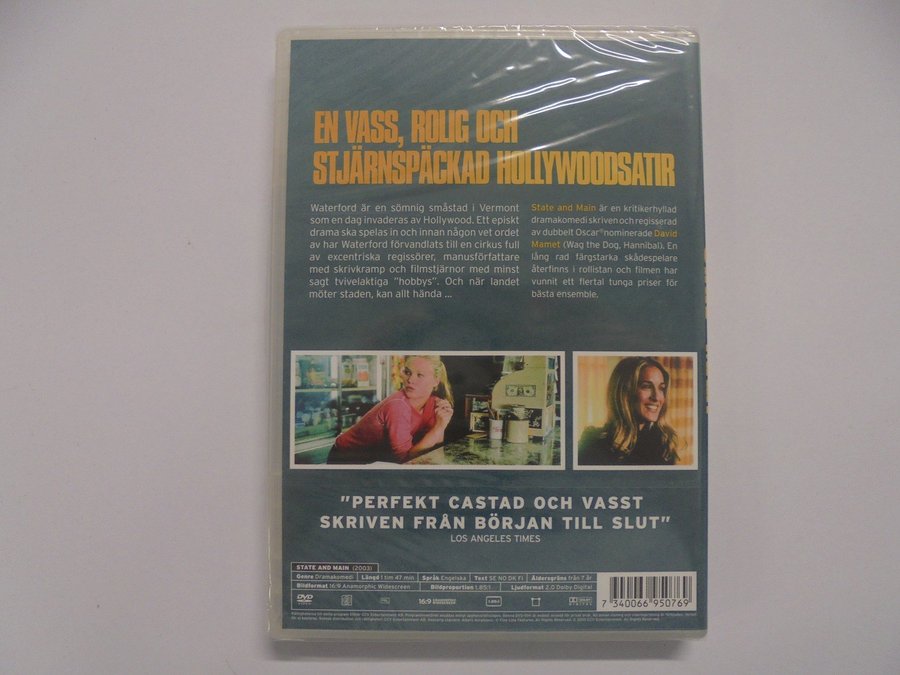 EN VASS, ROLIG OCH
STJÄRNSPÄCKAD HOLLYWOODSATIR
Waterford är en sömnig småstad i Vermont
som en dag invaderas av Hollywood. Ett episkt
drama ska spelas in och innan någon vet ordet
av har Waterford förvandlats till en cirkus full
av excentriska regissörer, manusförfattare
med skrivkramp och filmstjärnor med minst
sagt tvivelaktiga ”hobbys”. Och när landet
möter staden, kan allt hända ...
State and Main är en kritikerhyllad
dramakomedi skriven och regisserad
av dubbelt Oscar®nominerade David
Mamet (Wag the Dog, Hannibal). En
lång rad färgstarka skådespelare
återfinns i rollistan och filmen har
vunnit ett flertal tunga priser för
bästa ensemble.
”PERFEKT CASTAD OCH VASST
SKRIVEN FRÅN BÖRJAN TILL SLUT”
LOS ANGELES TIMES
STATE AND MAIN (2003)
Genre Dramakomedi Längd 1 tim 47 min Språk Engelska Text SE NO DK FI Åldersgräns från 7 år
Bildformat 16:9 Anamorphic Widescreen Bildproportion 1.85:1 Ljudformat 2.0 Dolby Digital
DVD 16:9
7 340066 950769